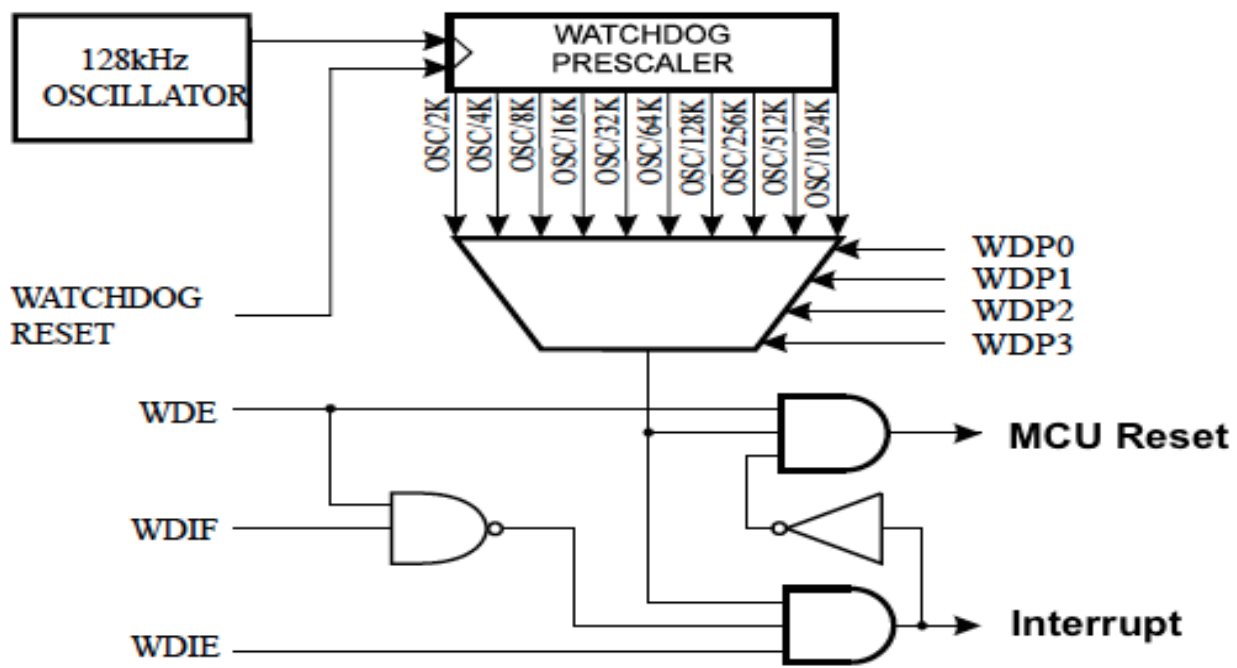 128kHz
OSCILLATOR
WATCHDOG
PRESCALER
OSC/2K
OSC/4K
OSC/8K
OSC/16K
OSC/32K
OSC/64K
OSC/128K
OSC/256K
OSC/512K
OSC/1024K
WDP0
WDP1
WDP2
WDP3
WATCHDOG
RESET
WDE
MCU Reset
WDIF
Interrupt
WDIE